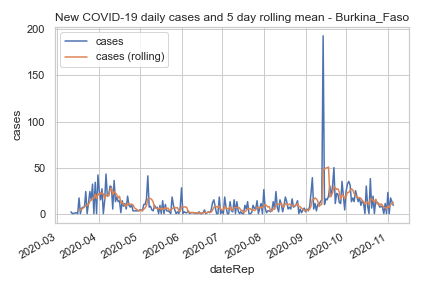 New COVID-19 daily cases and 5 day rolling mean - Burkina_Faso
cases
cases (rolling)
200
150
100
50
0
cases
2020-03
2020-04
2020-05
2020-06
2020-07
2020-08
2020-09
2020-10
2020-11
dateRep